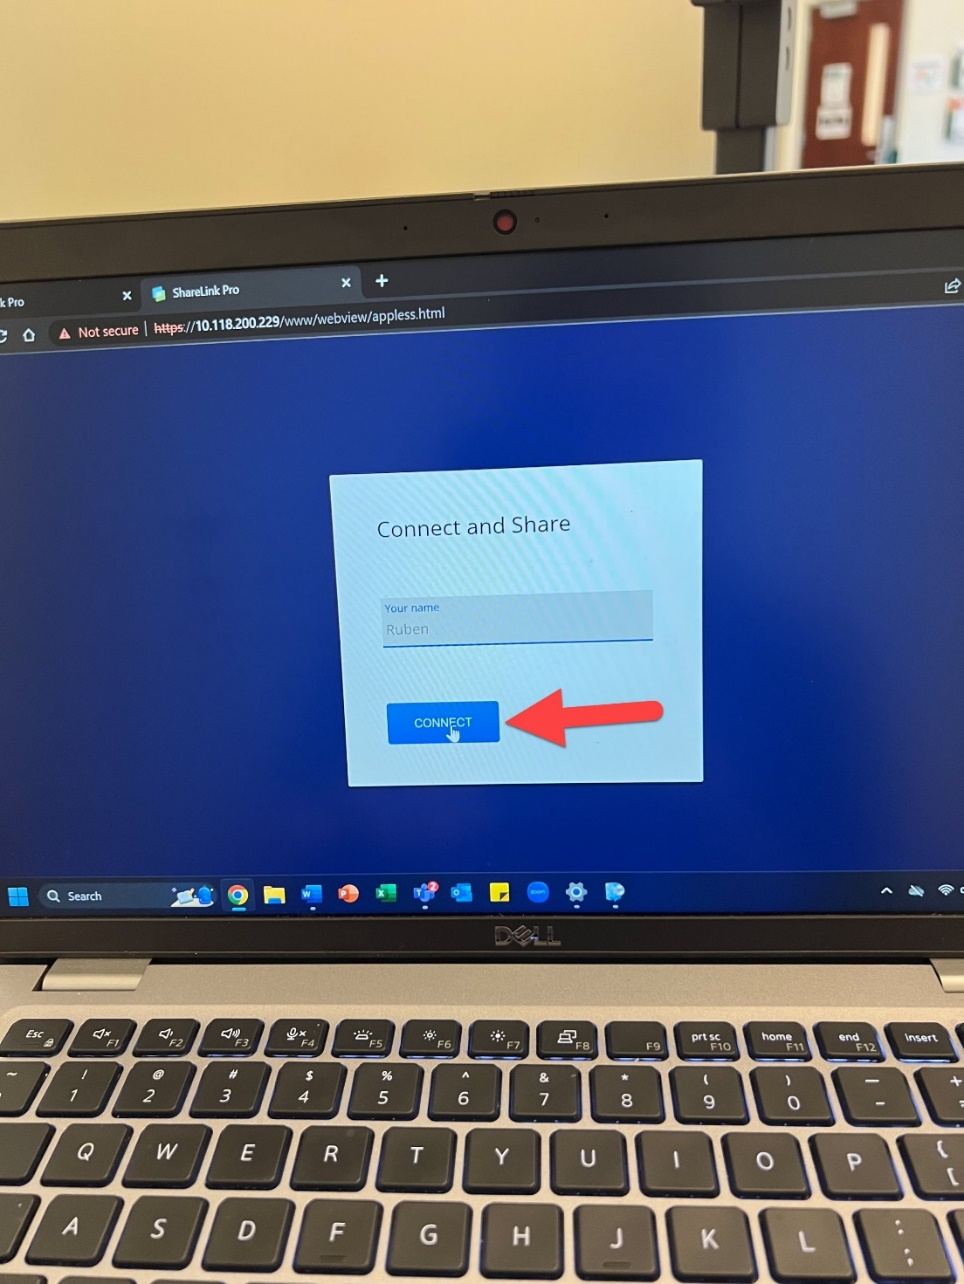 k Pro
ShareLink Pro
Not secure | https://10.118.200.229/www/webview/appless.html
Connect and Share
Your name
Ruben
CONNECT
Search
2
DELL
Esc F1 F2 F3 F4 F5 F6 F7 F8 F9 prt sc F10 home F11 end F12 insert
~ ! @ # $ % ^ & * ( ) — +
1 2 3 4 5 6 7 8 9 0 -
Q W E R T Y U I O P { [
A S D F G H J K L : ;